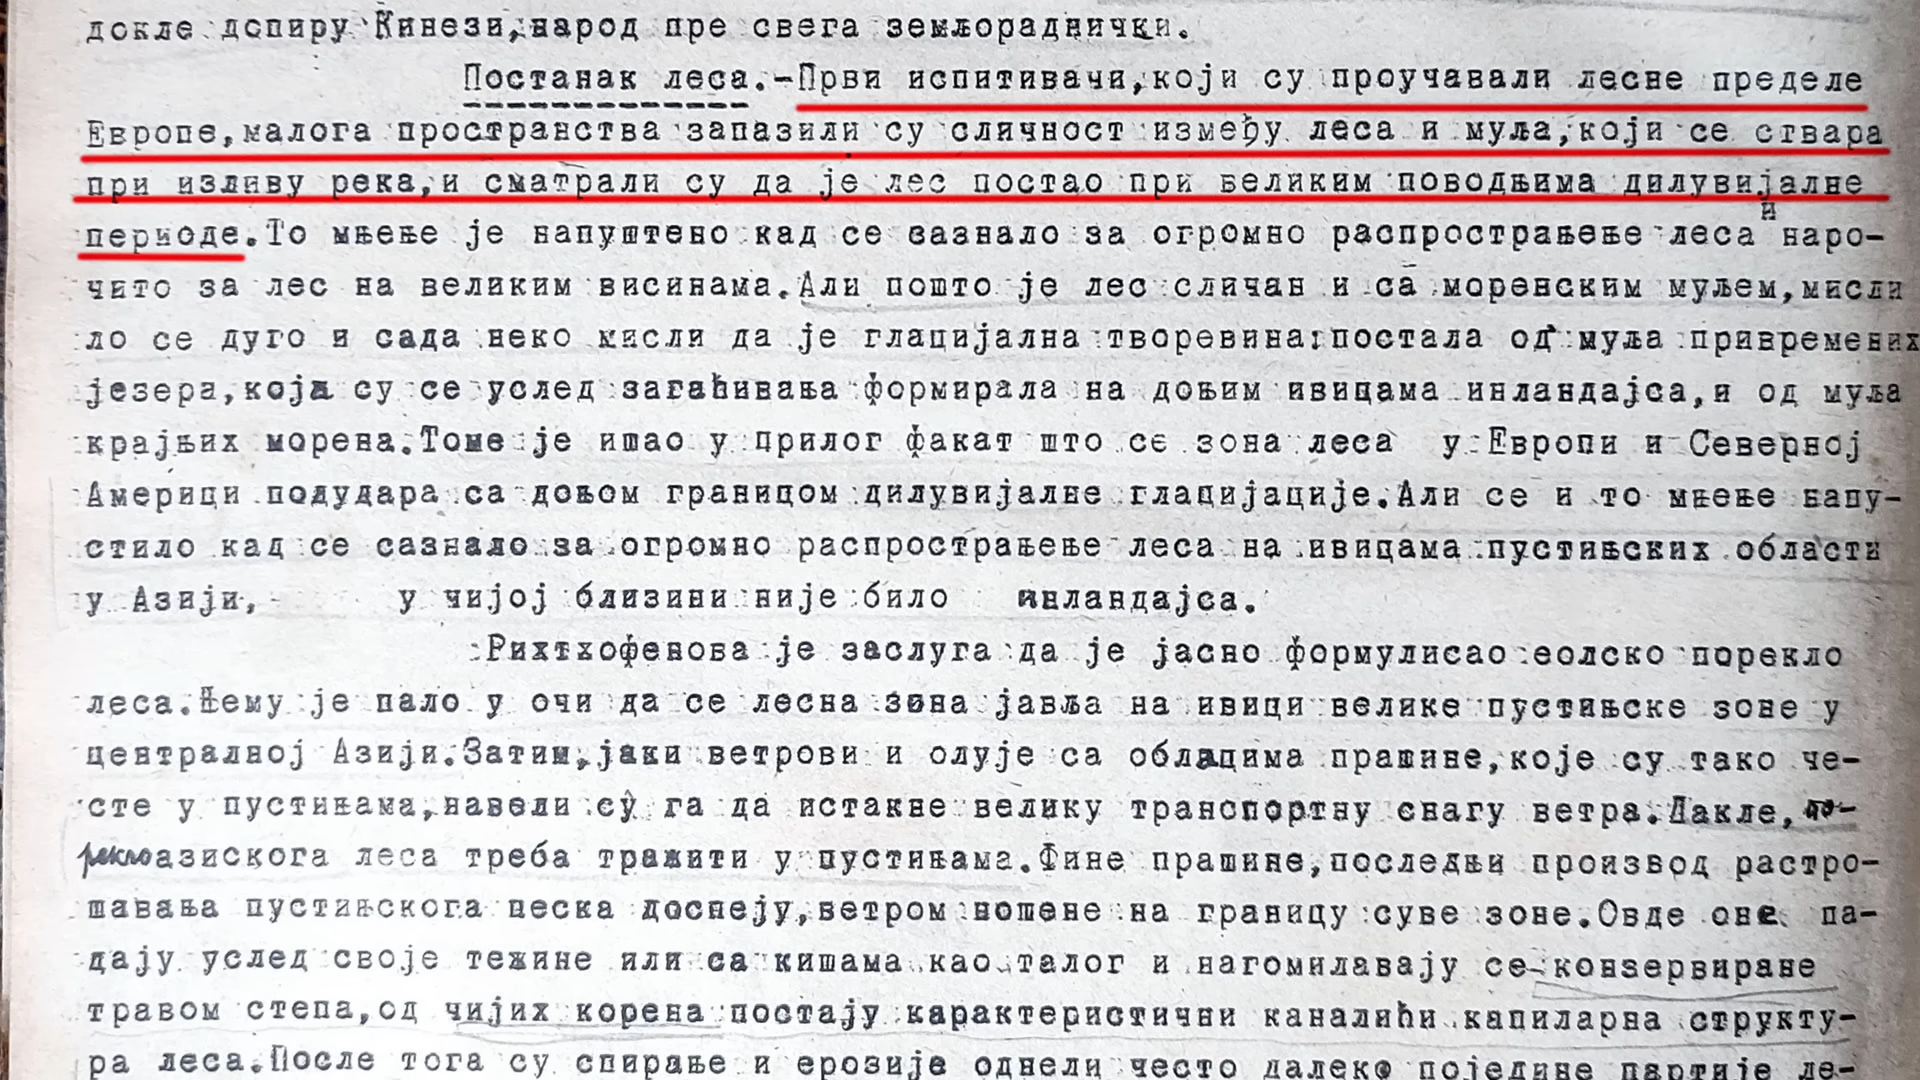 докле допиру Кинези,народ пре свега земљораднички.
Постанак леса.-Први испитивачи,који су проучавали лесне пределе
Европе,малога пространства запазили су сличност између леса и муља,који се ствара
при изливу река,и сматрали су да је лес постао при великим поводњима дилувијалне
периоде.То мњење је напуштено кад се сазнало за огромно распрострањење леса и наро-
чито за лес на великим висинама.Али пошто је лес сличан и са моренским муљем,мисли
ло се дуго и сада неко мисли да је глацијална творевина:постала од муља привремених
језера,која су се услед загађивања формирала на доњим ивицама инландајса,и од муља
крајњих морена.Томе је ишао у прилог факат што се зона леса у Европи и Северној
Америци подудара са доњом границом дилувијалне глацијације.Али се и то мњење напу-
стило кад се сазнало за огромно распрострањење леса на ивицама пустињских области
у Азији, у чијој близини није било инландајса.
Рихтхофенова је заслуга да је јасно формулисао еолско порекло
леса.Њему је пало у очи да се лесна зона јавља на ивици велике пустињске зоне у
централној Азији.Затим,јаки ветрови и олује са облацима прашине,које су тако че-
сте у пустињама,навели су га да истакне велику транспортну снагу ветра.Дакле,по-
рекло азискога леса треба тражити у пустињама.Фине прашине,последњи производ растро-
шавања пустињскога песка доспеју,ветром ношене на границу суве зоне.Овде оне па-
дају услед своје тежине или са кишама као талог и нагомилавају се-конзервиране
травом степа,од чијих корена постају карактеристични каналићи капиларна структу-
ра леса.После тога су спирање и ерозије однели често далеко поједине партије ле-